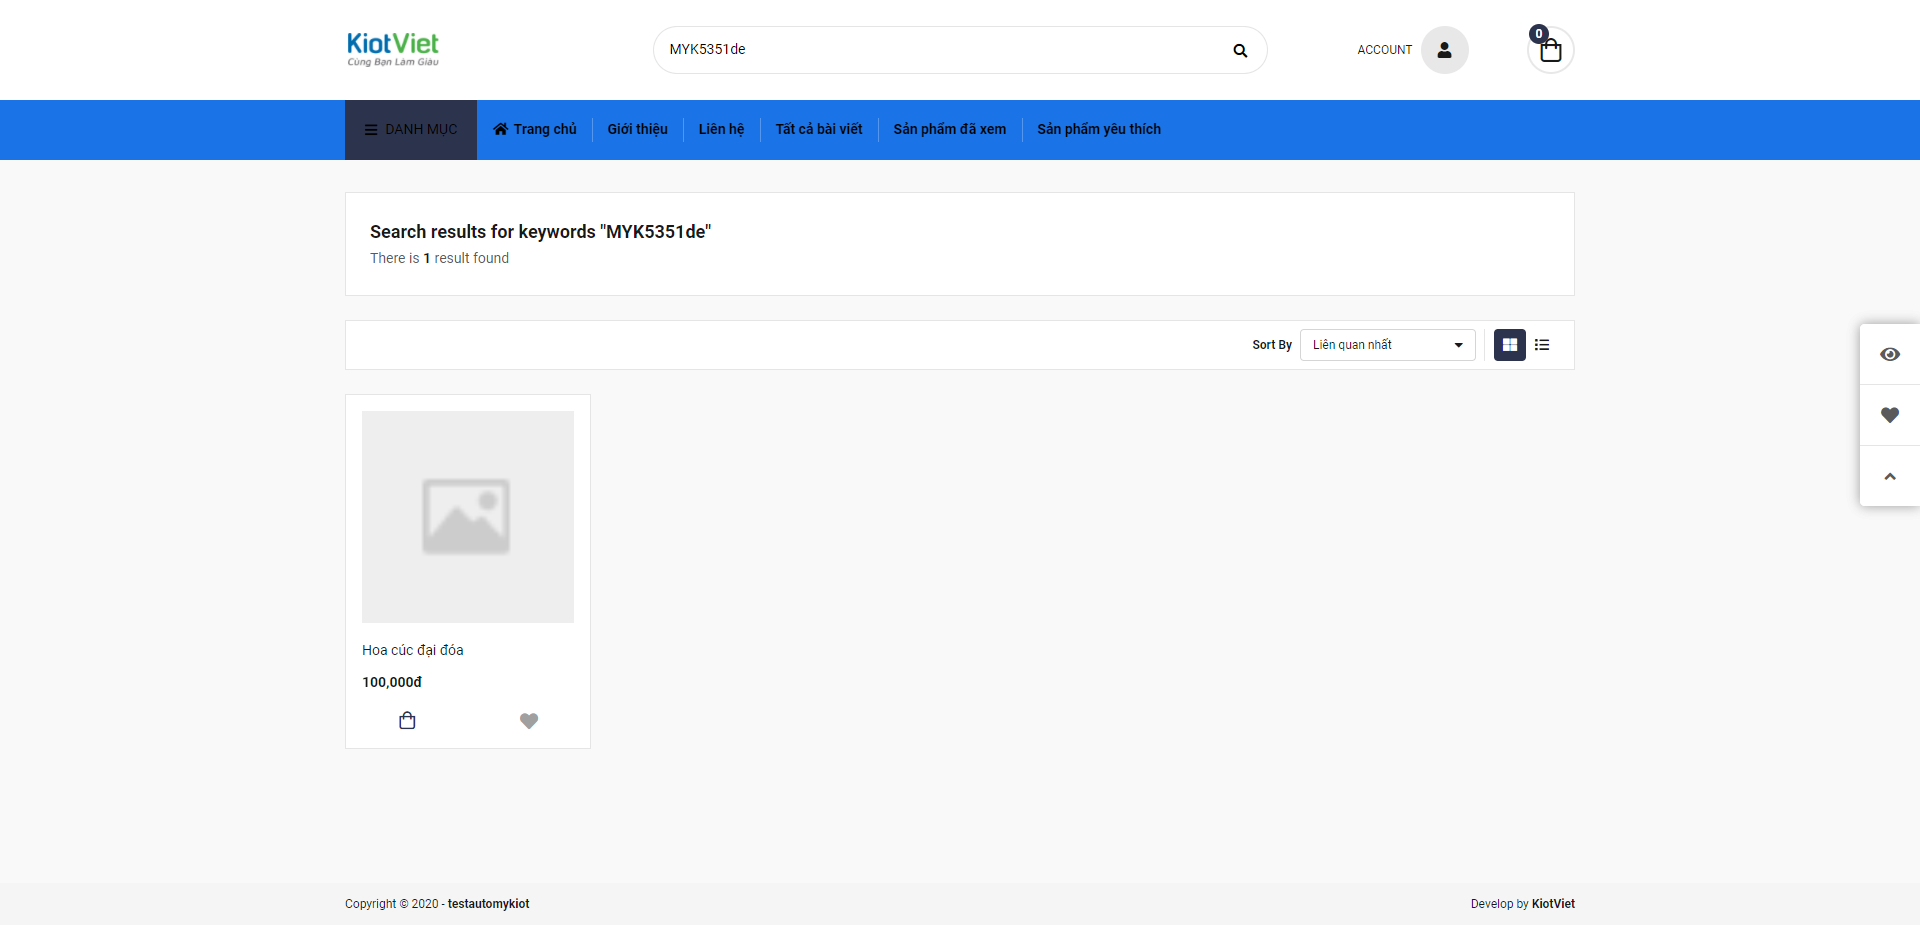 KiotViet
Cùng Bạn Làm Giàu
MYK5351de
ACCOUNT
0
DANH MỤC
Trang chủ
Giới thiệu
Liên hệ
Tất cả bài viết
Sản phẩm đã xem
Sản phẩm yêu thích
Search results for keywords "MYK5351de"
There is 1 result found
Sort By
Liên quan nhất
Hoa cúc đại đóa
100,000đ
Copyright © 2020 - testautomykiot
Develop by KiotViet